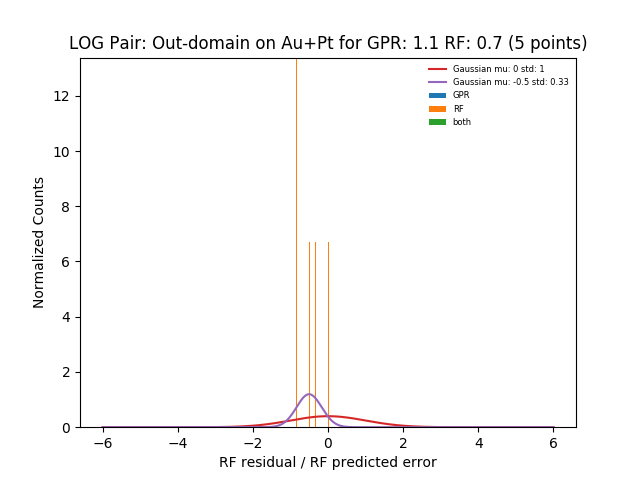 LOG Pair: Out-domain on Au+Pt for GPR: 1.1 RF: 0.7 (5 points)
Gaussian mu: 0 std: 1
Gaussian mu: -0.5 std: 0.33
GPR
RF
both
12
10
8
6
4
2
0
Normalized Counts
−6 −4 −2 0 2 4 6
RF residual / RF predicted error